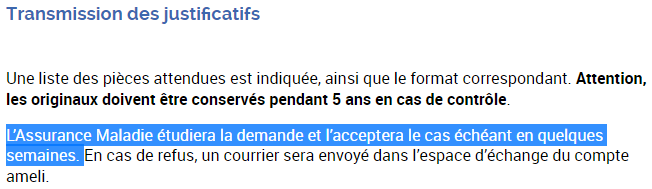 Transmission des justificatifs
Une liste des pièces attendues est indiquée, ainsi que le format correspondant. Attention,
les originaux doivent être conservés pendant 5 ans en cas de contrôle.
L’Assurance Maladie étudiera la demande et l’acceptera le cas échéant en quelques
semaines. En cas de refus, un courrier sera envoyé dans l’espace d’échange du compte
ameli.